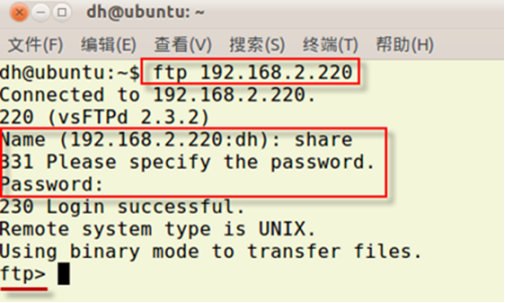 dh@ubuntu: ~
文件(F) 编辑(E) 查看(V) 搜索(S) 终端(T) 帮助(H)
dh@ubuntu:~$ ftp 192.168.2.220
Connected to 192.168.2.220.
220 (vsFTPd 2.3.2)
Name (192.168.2.220:dh): share
331 Please specify the password.
Password:
230 Login successful.
Remote system type is UNIX.
Using binary mode to transfer files.
ftp>